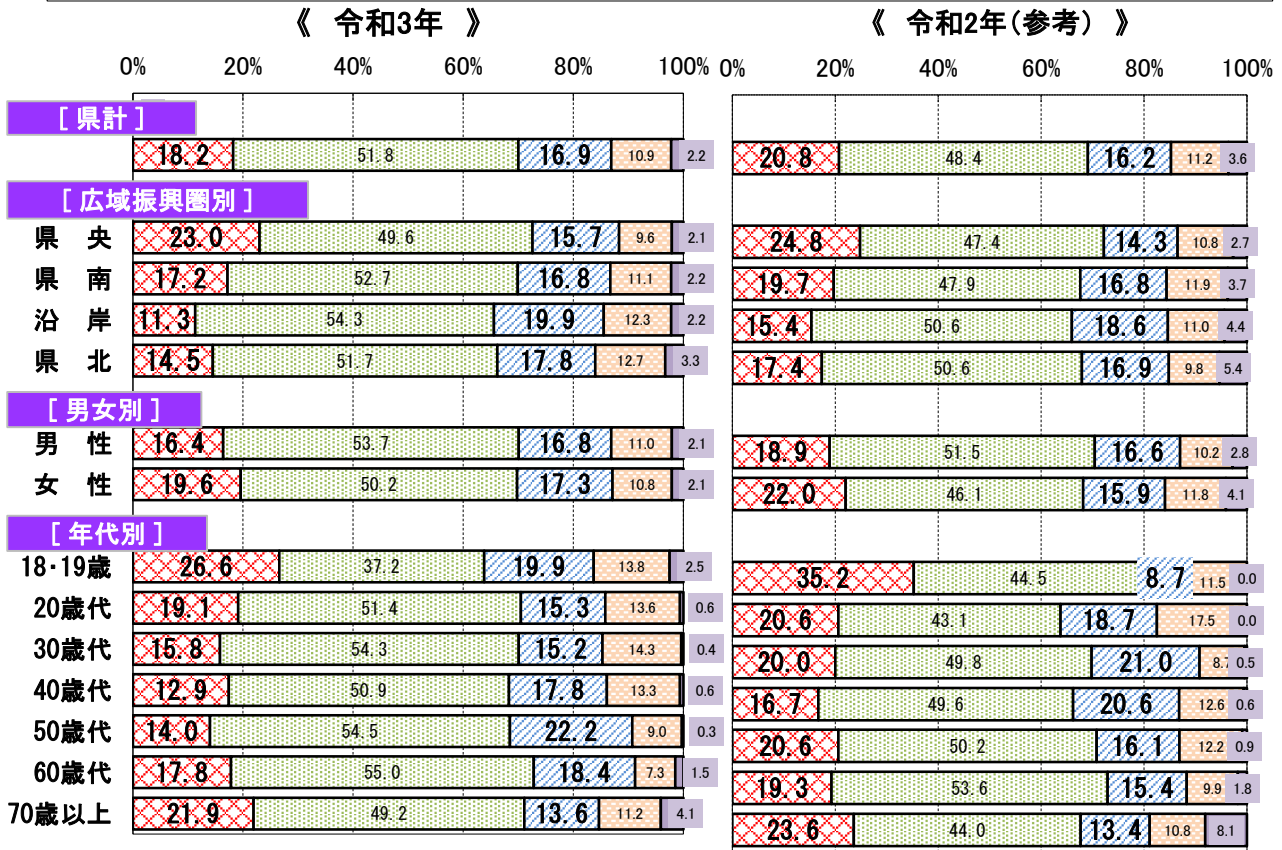 《 令和3年 》 《 令和2年(参考) 》
0% 20% 40% 60% 80% 100% 0% 20% 40% 60% 80% 100%
[ 県計 ]
18.2 51.8 16.9 10.9 2.2 20.8 48.4 16.2 11.2 3.6
[ 広域振興圏別 ]
県 央 23.0 49.6 15.7 9.6 2.1 24.8 47.4 14.3 10.8 2.7
県 南 17.2 52.7 16.8 11.1 2.2 19.7 47.9 16.8 11.9 3.7
沿 岸 11.3 54.3 19.9 12.3 2.2 15.4 50.6 18.6 11.0 4.4
県 北 14.5 51.7 17.8 12.7 3.3 17.4 50.6 16.9 9.8 5.4
[ 男女別 ]
男 性 16.4 53.7 16.8 11.0 2.1 18.9 51.5 16.6 10.2 2.8
女 性 19.6 50.2 17.3 10.8 2.1 22.0 46.1 15.9 11.8 4.1
[ 年代別 ]
18・19歳 26.6 37.2 19.9 13.8 2.5 35.2 44.5 8.7 11.5 0.0
20歳代 19.1 51.4 15.3 13.6 0.6 20.6 43.1 18.7 17.5 0.0
30歳代 15.8 54.3 15.2 14.3 0.4 20.0 49.8 21.0 0.5
40歳代 12.9 50.9 17.8 13.3 0.6 16.7 49.6 20.6 12.6 0.6
50歳代 14.0 54.5 22.2 9.0 0.3 20.6 50.2 16.1 12.2 0.9
60歳代 17.8 55.0 18.4 7.3 1.5 19.3 53.6 15.4 9.9 1.8
70歳以上 21.9 49.2 13.6 11.2 4.1 23.6 44.0 13.4 10.8 8.1